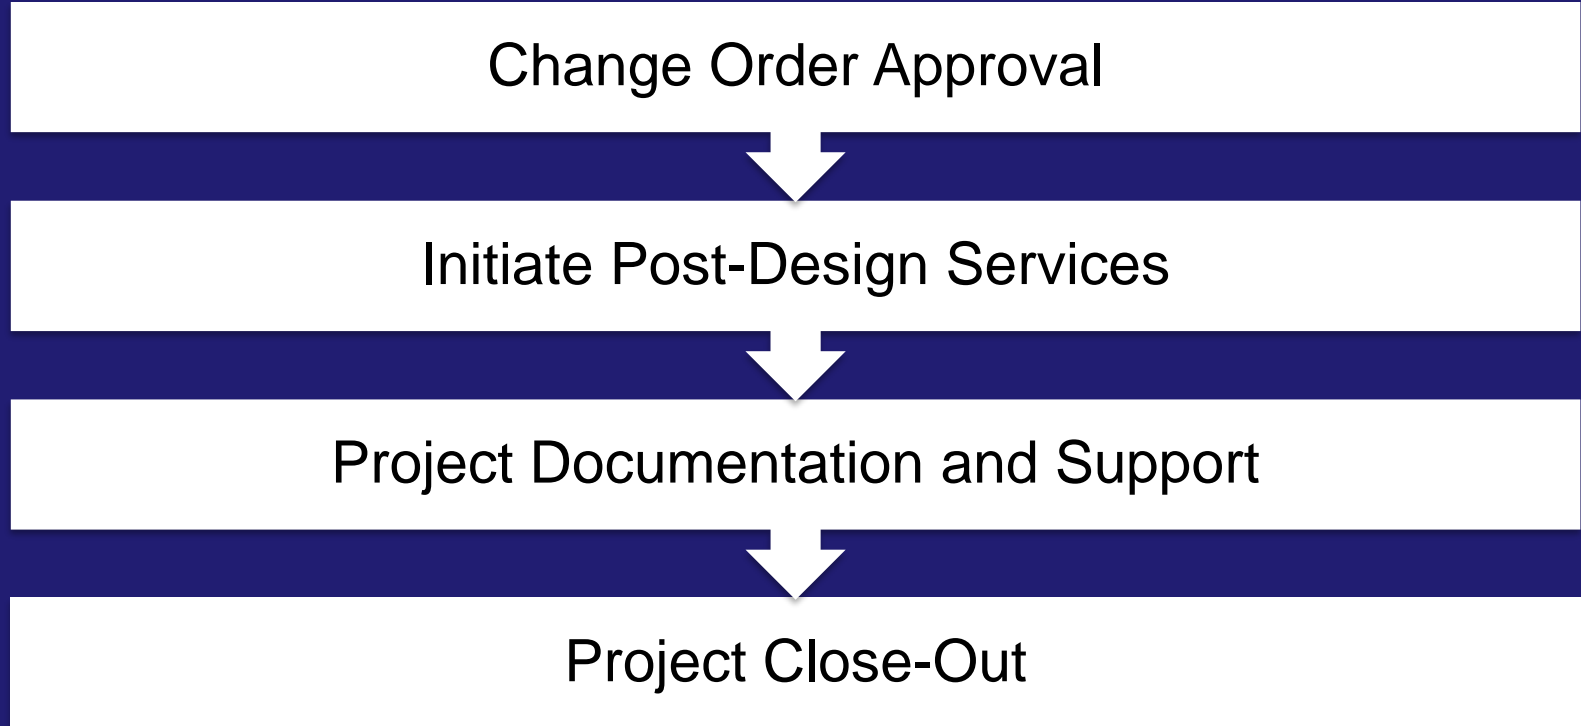 Change Order Approval
Initiate Post-Design Services
Project Documentation and Support
Project Close-Out